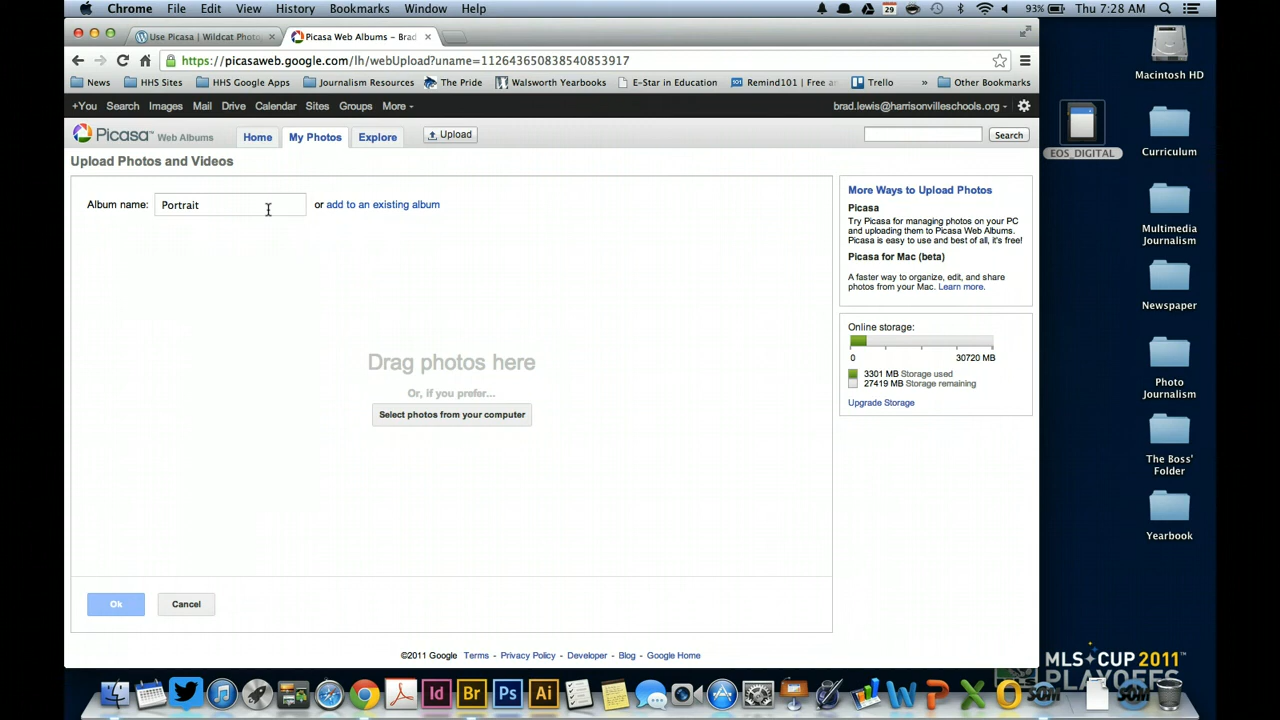 Chrome File Edit View History Bookmarks Window Help 29 93% Thu 7:28 AM
Use Picasa | Wildcat Photo Picasa Web Albums – Brad
https://picasaweb.google.com/lh/webUpload?uname=112643650838540853917
News HHS Sites HHS Google Apps Journalism Resources The Pride Walsworth Yearbooks E-Star in Education 101 Remind101 | Free a Trello » Other Bookmarks
+You Search Images Mail Drive Calendar Sites Groups More brad.lewis@harrisonvilleschools.org
Picasa™ Web Albums Home My Photos Explore Upload Search
Upload Photos and Videos
Album name: Portrait or add to an existing album
Drag photos here
Or, if you prefer...
Select photos from your computer
Ok Cancel
More Ways to Upload Photos
Picasa
Try Picasa for managing photos on your PC
and uploading them to Picasa Web Albums.
Picasa is easy to use and best of all, it's free!
Picasa for Mac (beta)
A faster way to organize, edit, and share
photos from your Mac. Learn more.
Online storage:
0 30720 MB
3301 MB Storage used
27419 MB Storage remaining
Upgrade Storage
©2011 Google Terms - Privacy Policy - Developer - Blog - Google Home
Macintosh HD
EOS_DIGITAL
Curriculum
Multimedia
Journalism
Newspaper
Photo
Journalism
The Boss'
Folder
Yearbook
MLS CUP 2011™
PLAYOFFS
Id Br Ps Ai